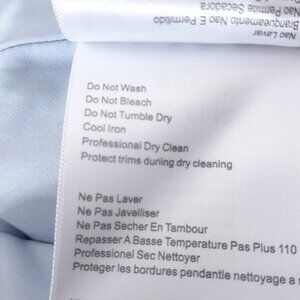 Nao Lavar
Branqueamento Nao E Permitido
Nao Permite Secadora
Do Not Wash
Do Not Bleach
Do Not Tumble Dry
Cool Iron
Professional Dry Clean
Protect trims during dry cleaning
Ne Pas Laver
Ne Pas Javelliser
Ne Pas Secher En Tambour
Repasser A Basse Temperature Pas Plus 110
Professionel Sec Nettoyer
Proteger les bordures pendantle nettoyage a